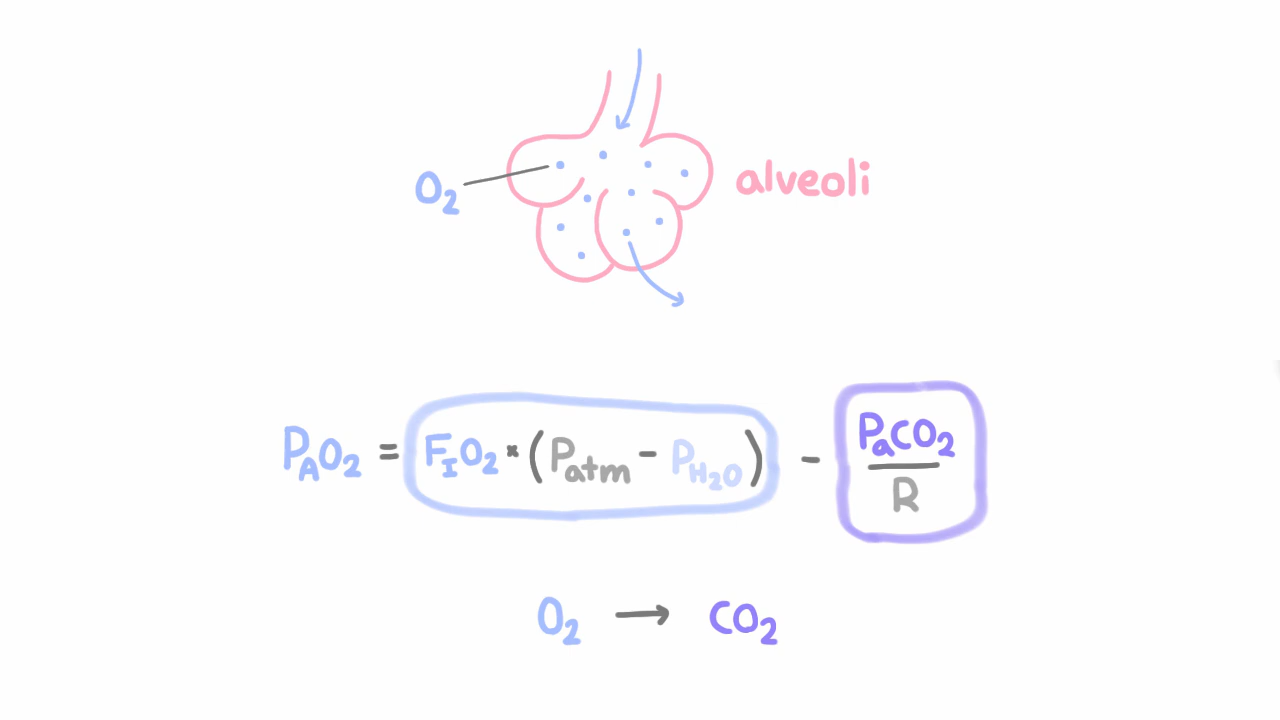 O₂
alveoli
PAO₂ = FIO₂ · (Patm - PH₂O) - PaCO₂ / R
O₂ → CO₂